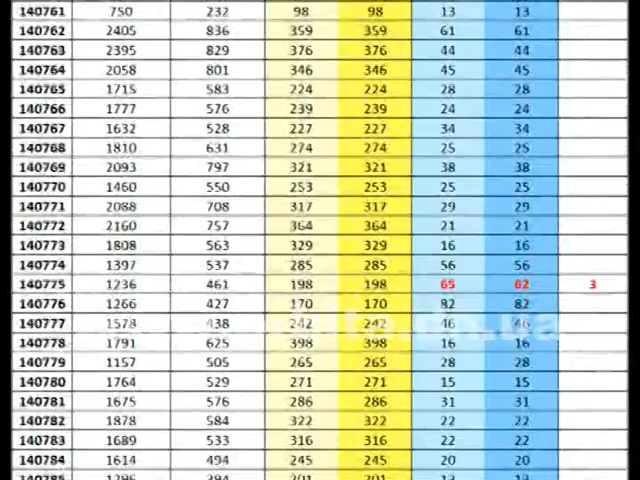 140761 750 232 98 98 13 13
140762 2405 836 359 359 61 61
140763 2395 829 376 376 44 44
140764 2058 801 346 346 45 45
140765 1715 583 224 224 28 28
140766 1777 576 239 239 24 24
140767 1632 528 227 227 34 34
140768 1810 631 274 274 25 25
140769 2093 797 321 321 38 38
140770 1460 550 253 253 25 25
140771 2088 708 317 317 29 29
140772 2160 757 364 364 21 21
140773 1808 563 329 329 16 16
140774 1397 537 285 285 56 56
140775 1236 461 198 198 65 62 3
140776 1266 427 170 170 82 82
140777 1578 438 242 242 46 46
140778 1791 625 398 398 16 16
140779 1157 505 265 265 28 28
140780 1764 529 271 271 15 15
140781 1675 576 286 286 31 31
140782 1878 584 322 322 22 22
140783 1689 533 316 316 22 22
140784 1614 494 245 245 20 20